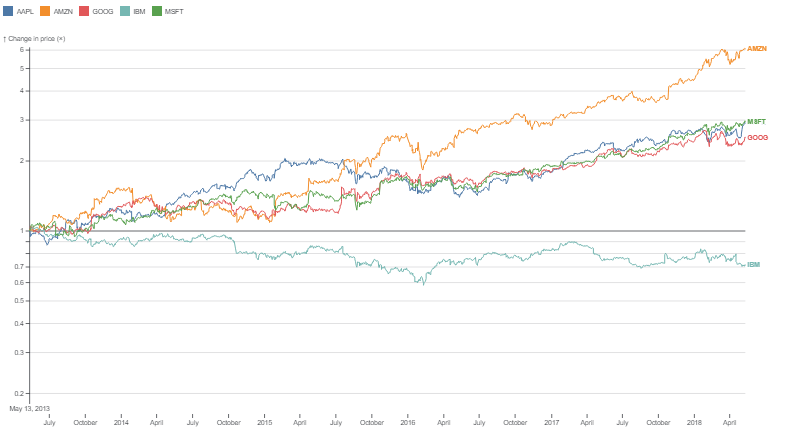 AAPL AMZN GOOG IBM MSFT
↑ Change in price (×)
6
AMZN
5
4
3
MSFT
GOOG
2
1
0.7
IBM
0.6
0.5
0.4
0.3
0.2
May 13, 2013
July October 2014 April July October 2015 April July October 2016 April July October 2017 April July October 2018 April